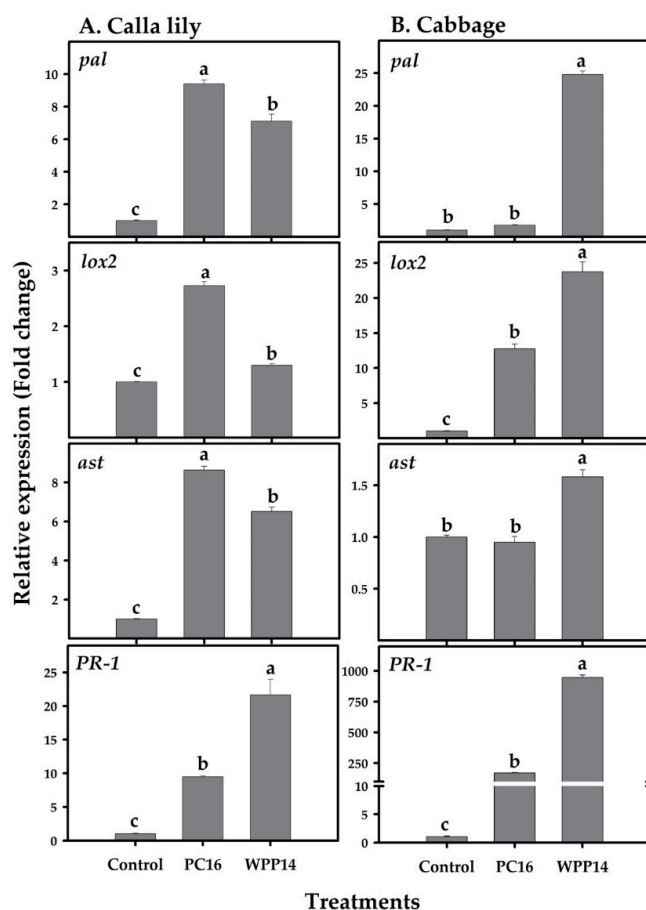 A. Calla lily
B. Cabbage
Relative expression (Fold change)
pal
10
8
6
4
2
c
a
b
pal
25
20
15
10
5
b
b
a
lox2
3
2
1
c
a
b
lox2
25
20
15
10
5
c
b
a
ast
8
6
4
2
c
a
b
ast
1.5
1.0
0.5
b
b
a
PR-1
25
20
15
10
5
0
c
b
a
PR-1
1000
750
500
250
10
5
0
c
b
a
Control PC16 WPP14
Control PC16 WPP14
Treatments